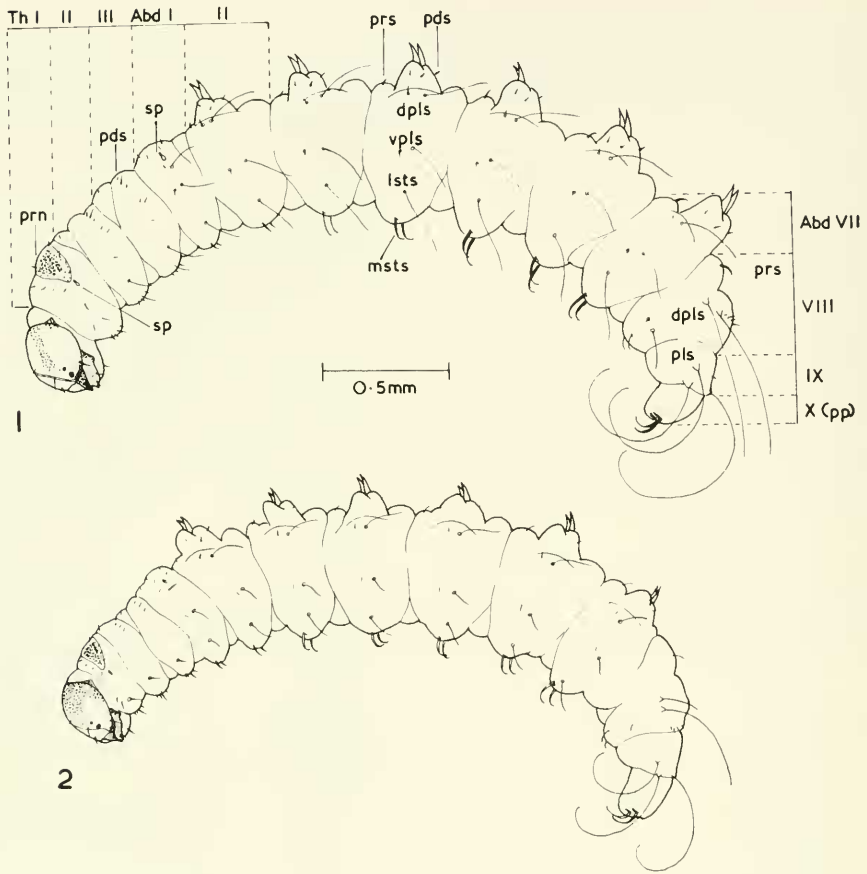 Th I II III Abd I II
prs pds
sp
dpls
pds
vpls
lsts
prn
Abd VII
msts
prs
sp
dpls
VIII
pls
0·5mm
IX
X (pp)
1
2